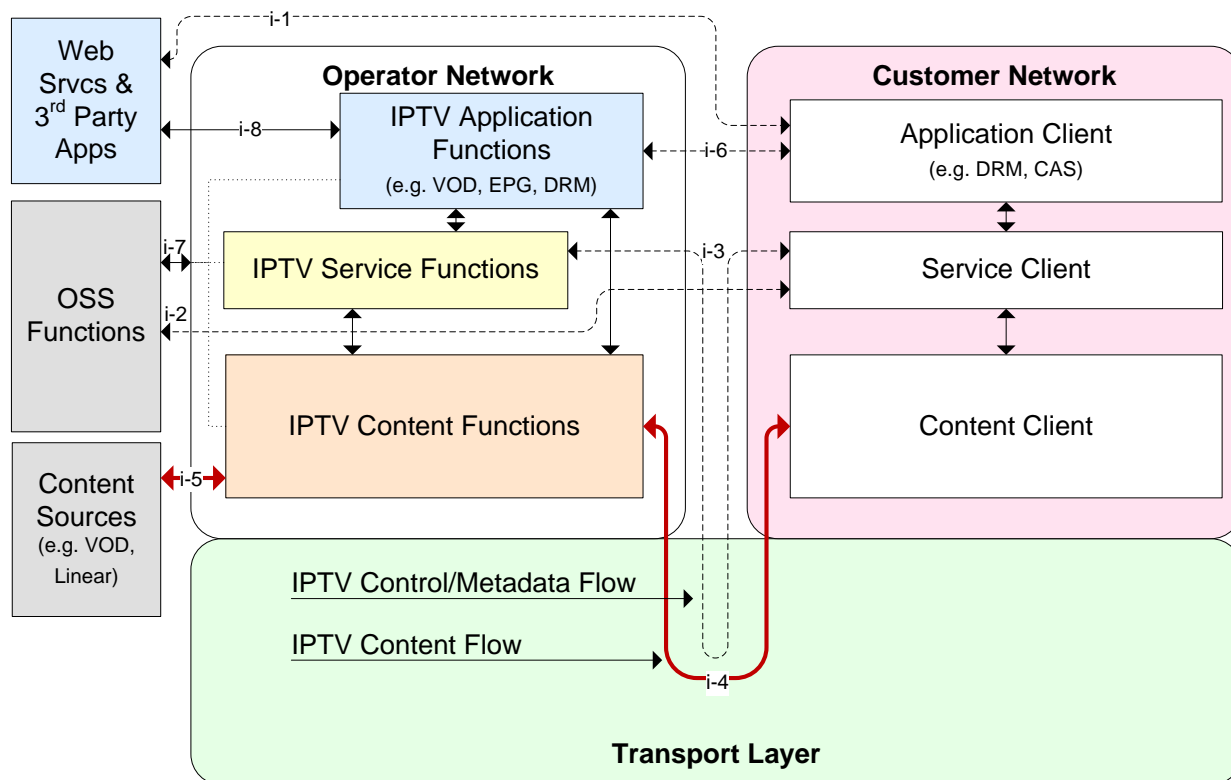 i-1
Web
Srvcs &
3rd Party
Apps
Operator Network
Customer Network
i-8
IPTV Application
Functions
(e.g. VOD, EPG, DRM)
i-6
Application Client
(e.g. DRM, CAS)
OSS
Functions
i-7
IPTV Service Functions
i-3
Service Client
i-2
IPTV Content Functions
Content Client
Content
Sources
(e.g. VOD,
Linear)
i-5
IPTV Control/Metadata Flow
IPTV Content Flow
i-4
Transport Layer